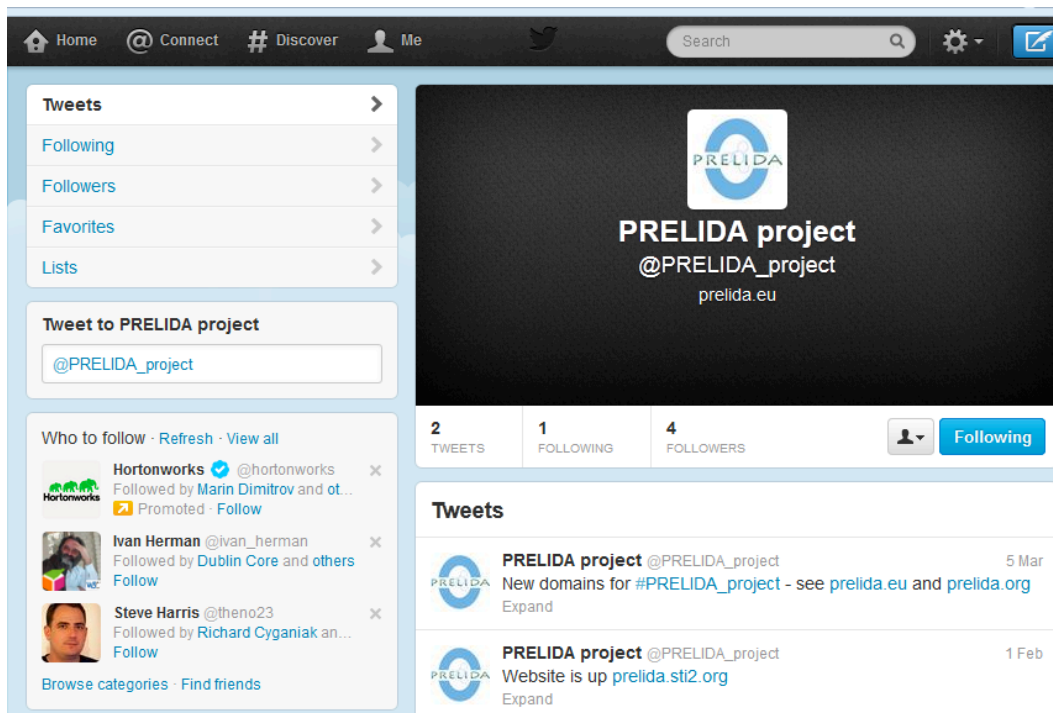 Home
Connect
Discover
Me
Search
Tweets
Following
Followers
Favorites
Lists
Tweet to PRELIDA project
@PRELIDA_project
Who to follow · Refresh · View all
Hortonworks @hortonworks
Followed by Marin Dimitrov and ot...
Promoted · Follow
Hortonworks
Ivan Herman @ivan_herman
Followed by Dublin Core and others
Follow
W3C
Steve Harris @theno23
Followed by Richard Cyganiak an...
Follow
Browse categories · Find friends
PRELIDA
PRELIDA project
@PRELIDA_project
prelida.eu
2
TWEETS
1
FOLLOWING
4
FOLLOWERS
Following
Tweets
PRELIDA
PRELIDA project @PRELIDA_project 5 Mar
New domains for #PRELIDA_project - see prelida.eu and prelida.org
Expand
PRELIDA
PRELIDA project @PRELIDA_project 1 Feb
Website is up prelida.sti2.org
Expand